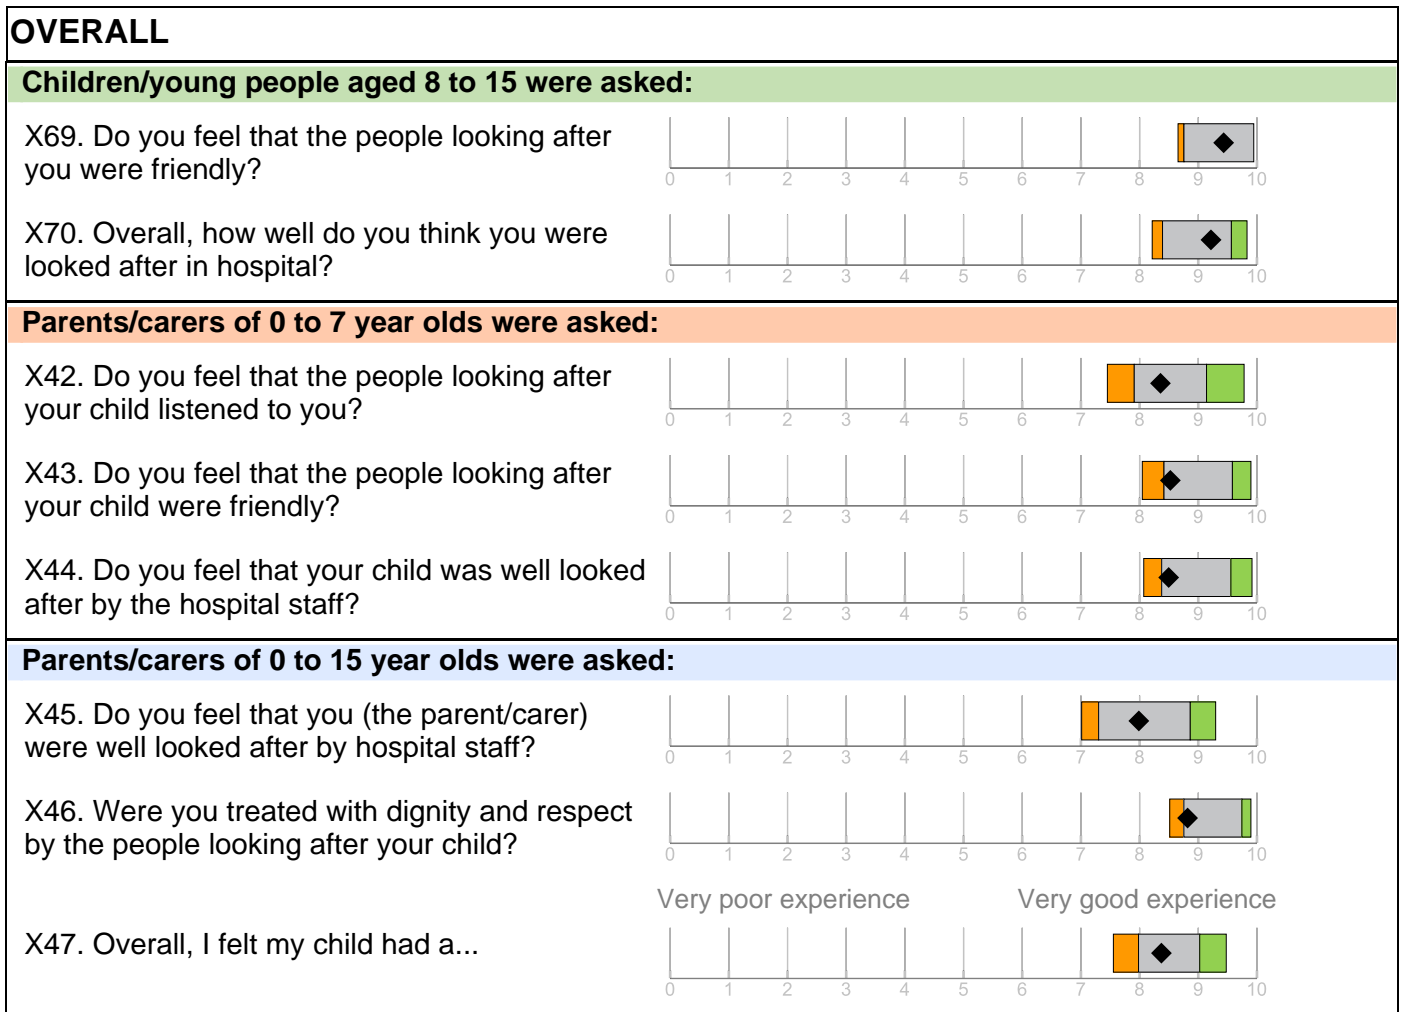 OVERALL
Children/young people aged 8 to 15 were asked:
X69. Do you feel that the people looking after
you were friendly?
0 1 2 3 4 5 6 7 8 9 10
X70. Overall, how well do you think you were
looked after in hospital?
0 1 2 3 4 5 6 7 8 9 10
Parents/carers of 0 to 7 year olds were asked:
X42. Do you feel that the people looking after
your child listened to you?
0 1 2 3 4 5 6 7 8 9 10
X43. Do you feel that the people looking after
your child were friendly?
0 1 2 3 4 5 6 7 8 9 10
X44. Do you feel that your child was well looked
after by the hospital staff?
0 1 2 3 4 5 6 7 8 9 10
Parents/carers of 0 to 15 year olds were asked:
X45. Do you feel that you (the parent/carer)
were well looked after by hospital staff?
0 1 2 3 4 5 6 7 8 9 10
X46. Were you treated with dignity and respect
by the people looking after your child?
0 1 2 3 4 5 6 7 8 9 10
Very poor experience Very good experience
X47. Overall, I felt my child had a...
0 1 2 3 4 5 6 7 8 9 10